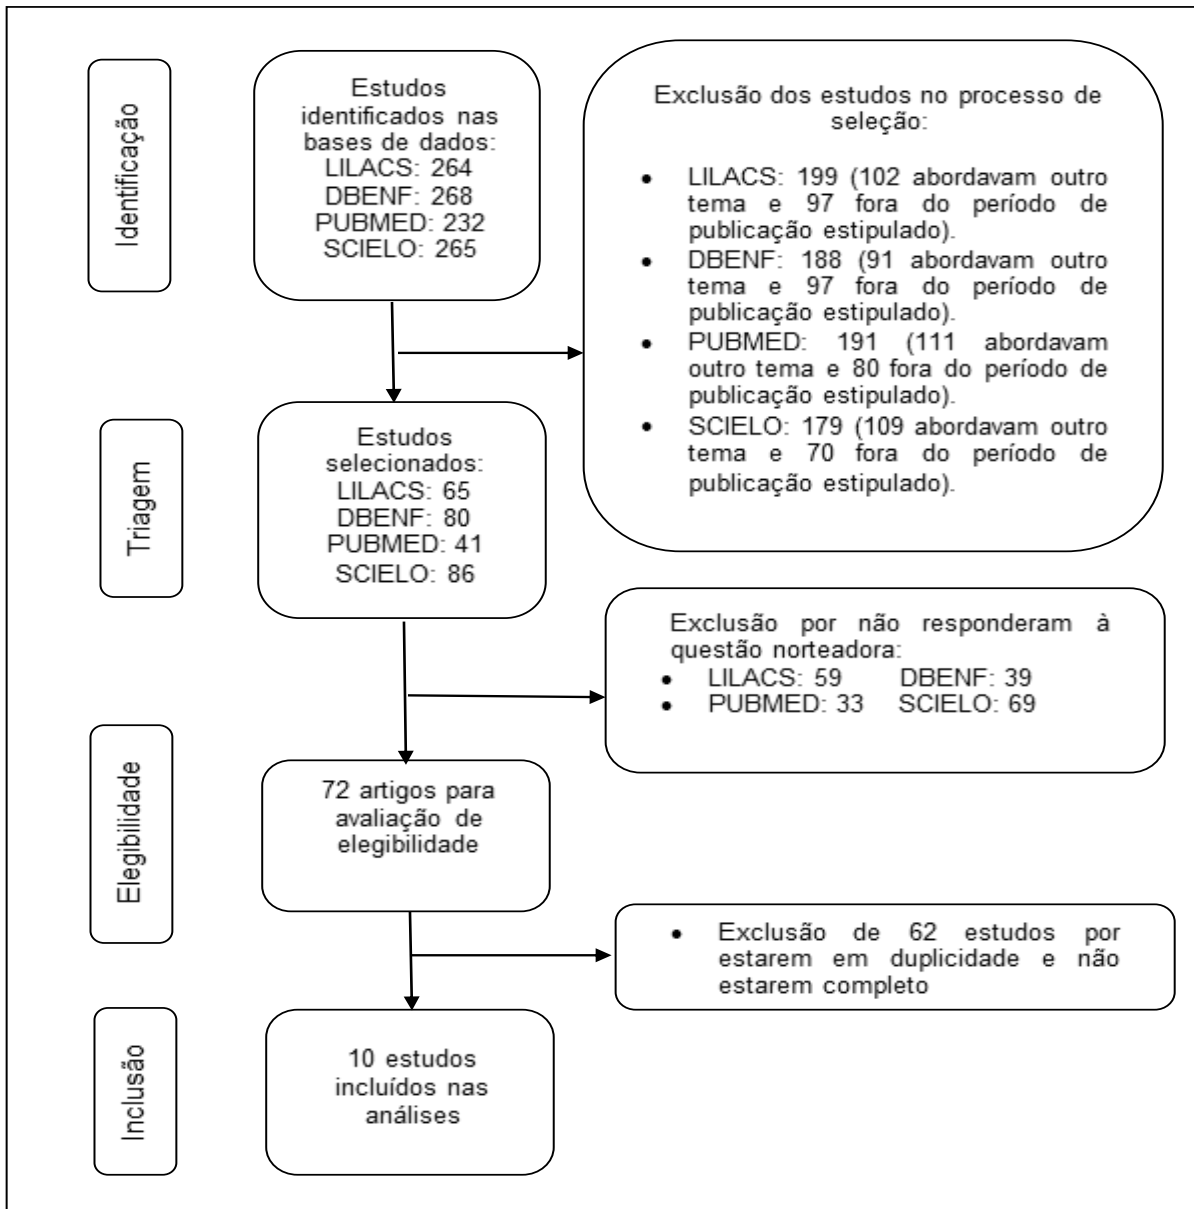 Identificação
Estudos
identificados nas
bases de dados:
LILACS: 264
DBENF: 268
PUBMED: 232
SCIELO: 265
Exclusão dos estudos no processo de
seleção:
• LILACS: 199 (102 abordavam outro
tema e 97 fora do período de
publicação estipulado).
• DBENF: 188 (91 abordavam outro
tema e 97 fora do período de
publicação estipulado).
• PUBMED: 191 (111 abordavam
outro tema e 80 fora do período de
publicação estipulado).
• SCIELO: 179 (109 abordavam outro
tema e 70 fora do período de
publicação estipulado).
Triagem
Estudos
selecionados:
LILACS: 65
DBENF: 80
PUBMED: 41
SCIELO: 86
Exclusão por não responderam à
questão norteadora:
• LILACS: 59 DBENF: 39
• PUBMED: 33 SCIELO: 69
Elegibilidade
72 artigos para
avaliação de
elegibilidade
• Exclusão de 62 estudos por
estarem em duplicidade e não
estarem completo
Inclusão
10 estudos
incluídos nas
análises